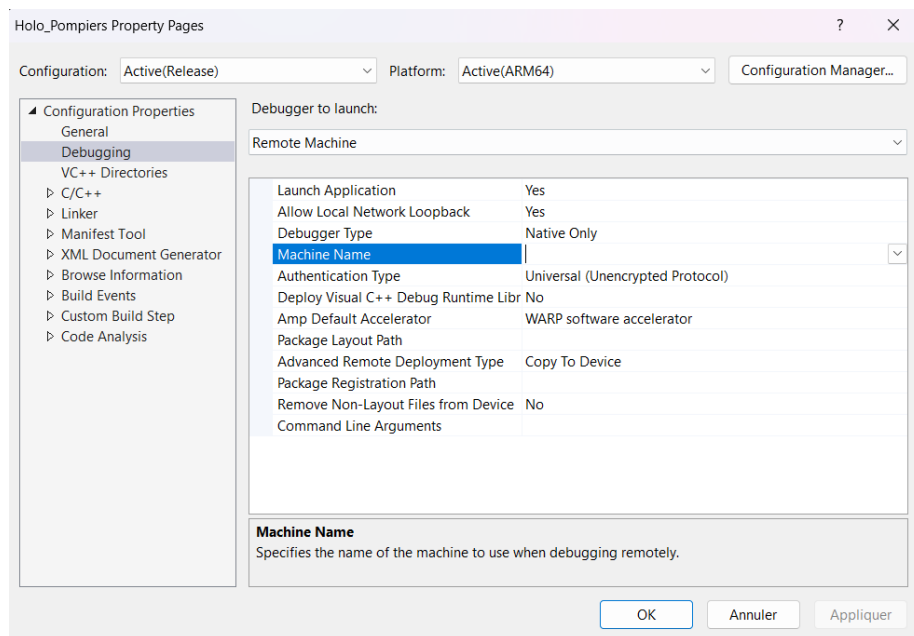 Holo_Pompiers Property Pages ?
Configuration: Active(Release) Platform: Active(ARM64) Configuration Manager...
Configuration Properties
General
Debugging
VC++ Directories
C/C++
Linker
Manifest Tool
XML Document Generator
Browse Information
Build Events
Custom Build Step
Code Analysis
Debugger to launch:
Remote Machine
Launch Application Yes
Allow Local Network Loopback Yes
Debugger Type Native Only
Machine Name
Authentication Type Universal (Unencrypted Protocol)
Deploy Visual C++ Debug Runtime Libr No
Amp Default Accelerator WARP software accelerator
Package Layout Path
Advanced Remote Deployment Type Copy To Device
Package Registration Path
Remove Non-Layout Files from Device No
Command Line Arguments
Machine Name
Specifies the name of the machine to use when debugging remotely.
OK Annuler Appliquer